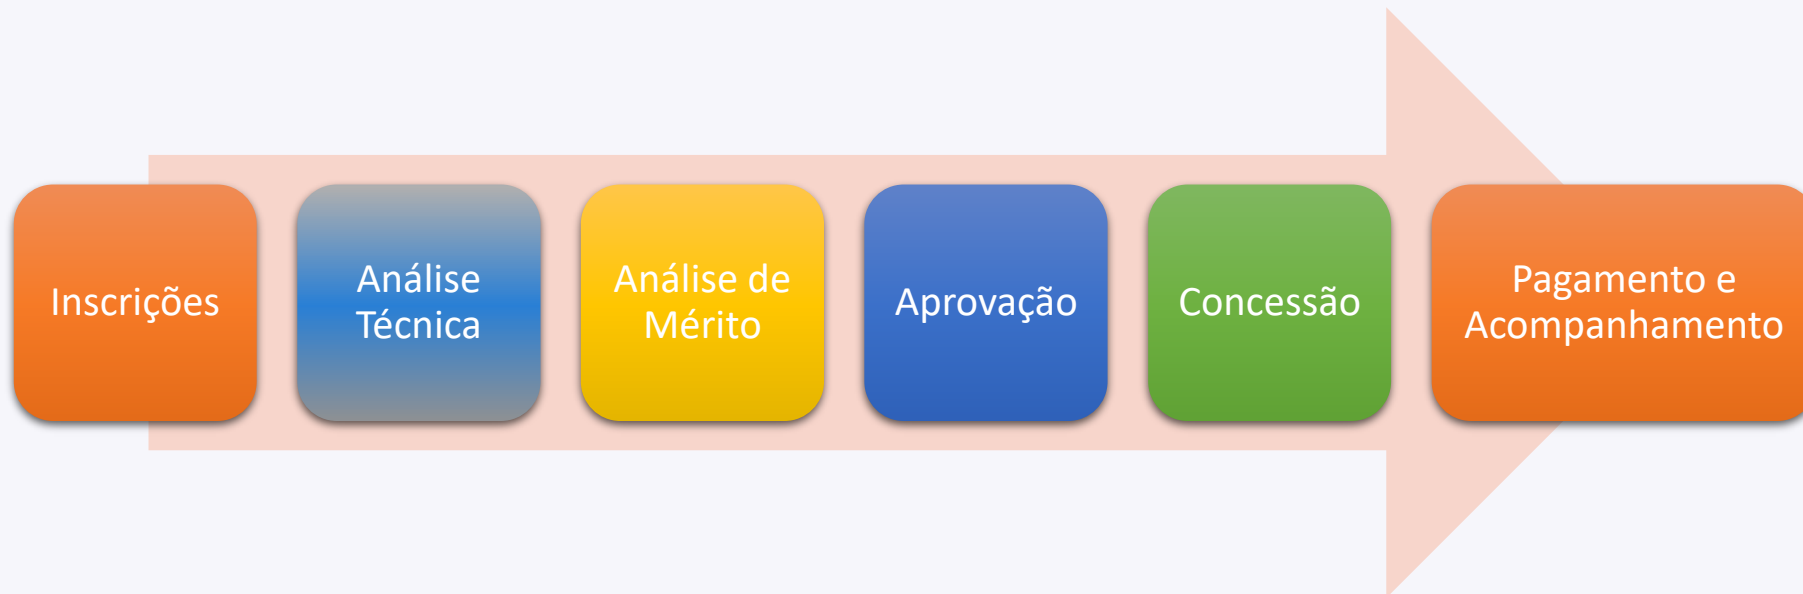 Inscrições
Análise
Técnica
Análise de
Mérito
Aprovação
Concessão
Pagamento e
Acompanhamento